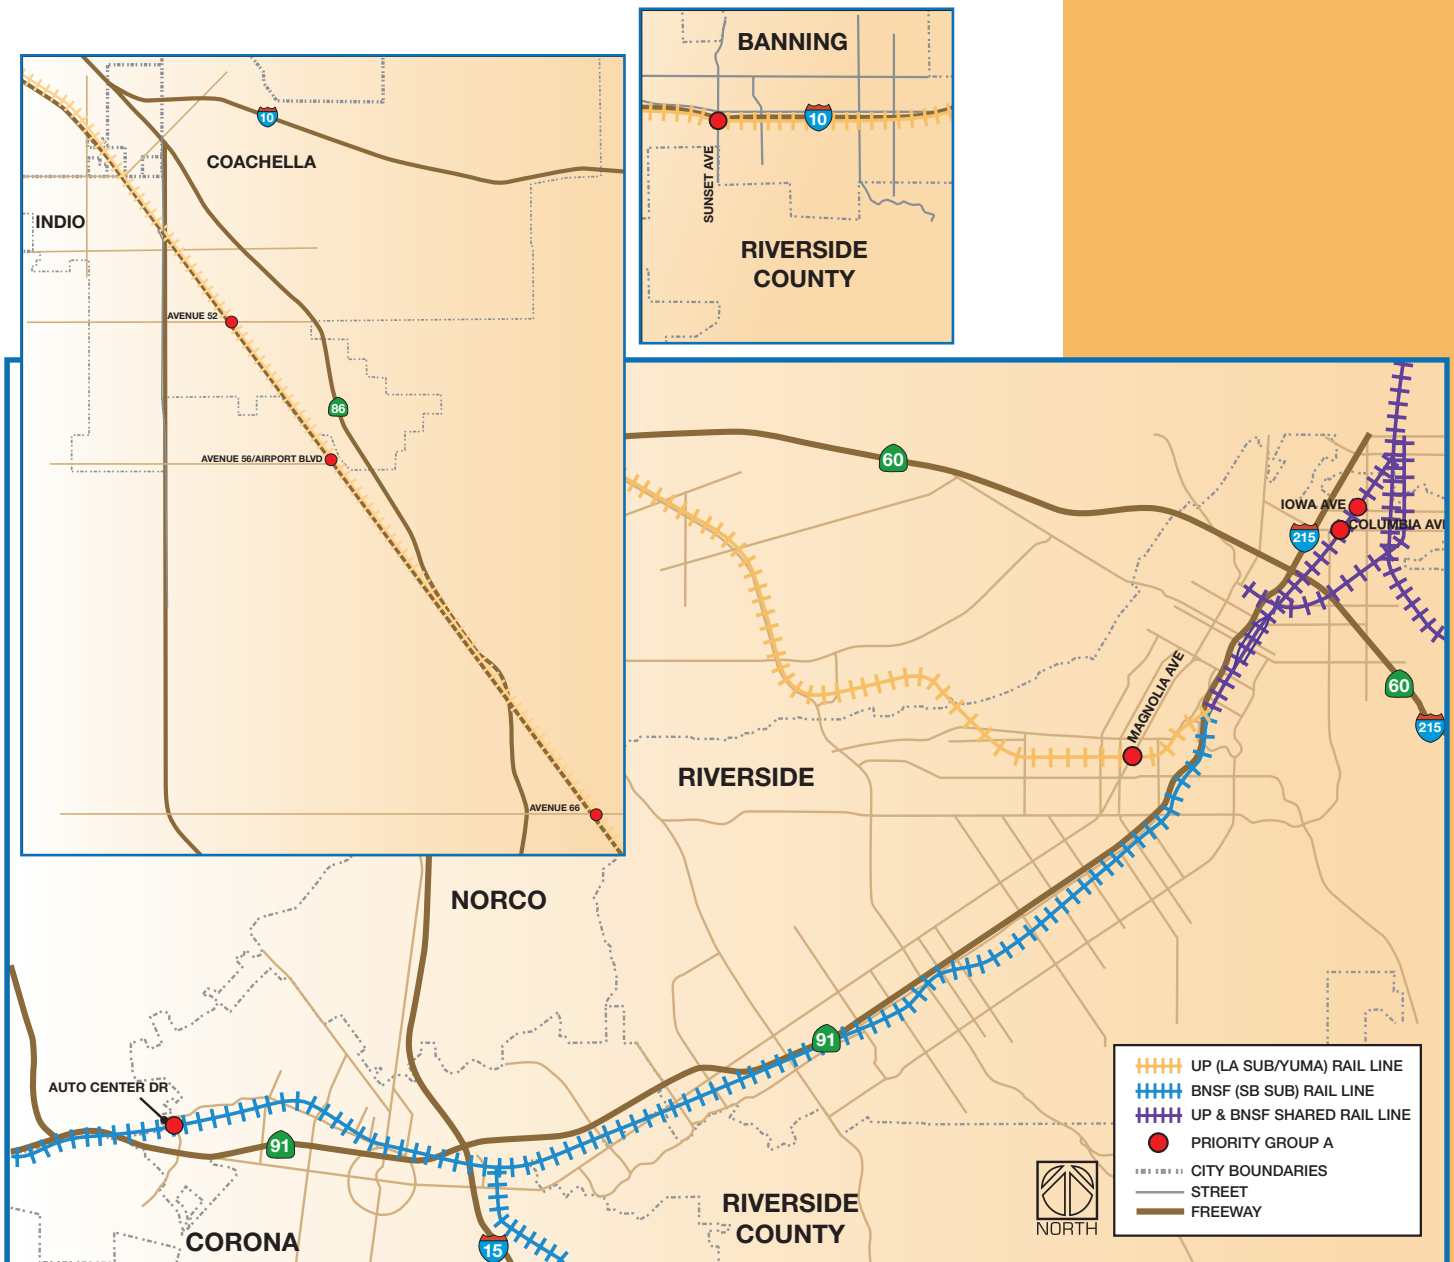 BANNING
10
SUNSET AVE
RIVERSIDE
COUNTY
10
COACHELLA
INDIO
AVENUE 52
86
AVENUE 56/AIRPORT BLVD
AVENUE 66
60
IOWA AVE
COLUMBIA AV
215
MAGNOLIA AVE
60
215
RIVERSIDE
NORCO
91
AUTO CENTER DR
91
CORONA
15
RIVERSIDE
COUNTY
NORTH
UP (LA SUB/YUMA) RAIL LINE
BNSF (SB SUB) RAIL LINE
UP & BNSF SHARED RAIL LINE
PRIORITY GROUP A
CITY BOUNDARIES
STREET
FREEWAY